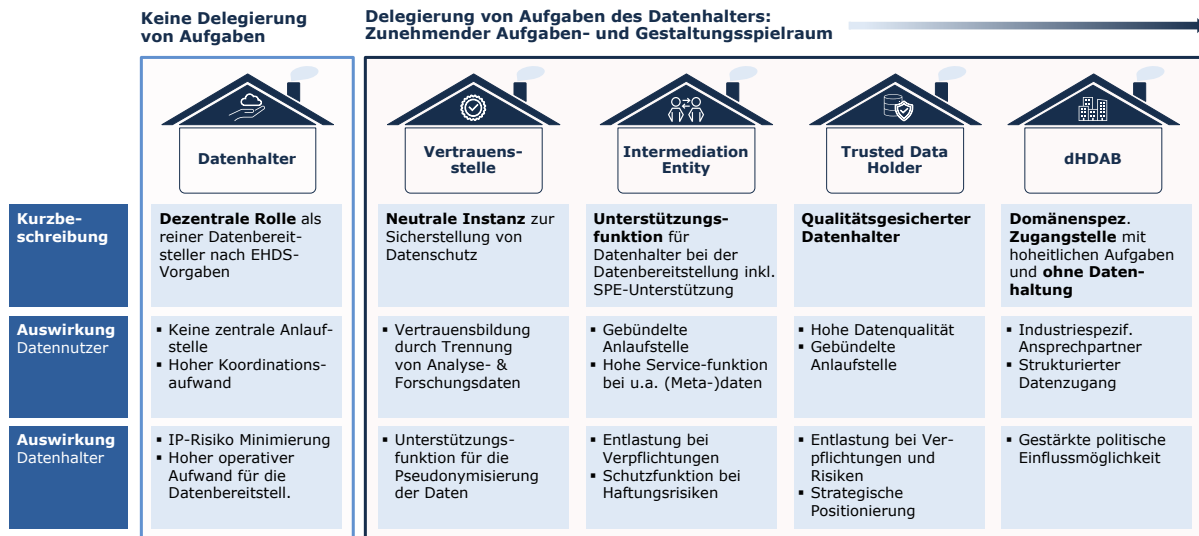 Keine Delegierung
von Aufgaben
Delegierung von Aufgaben des Datenhalters:
Zunehmender Aufgaben- und Gestaltungsspielraum
Datenhalter
Vertrauens-
stelle
Intermediation
Entity
Trusted Data
Holder
dHDAB
Kurzbe-
schreibung
Dezentrale Rolle als
reiner Datenbereit-
steller nach EHDS-
Vorgaben
Neutrale Instanz zur
Sicherstellung von
Datenschutz
Unterstützungs-
funktion für
Datenhalter bei der
Datenbereitstellung inkl.
SPE-Unterstützung
Qualitätsgesicherter
Datenhalter
Domänenspez.
Zugangstelle mit
hoheitlichen Aufgaben
und ohne Daten-
haltung
Auswirkung
Datennutzer
▪ Keine zentrale Anlauf-
stelle
▪ Hoher Koordinations-
aufwand
▪ Vertrauensbildung
durch Trennung
von Analyse- &
Forschungsdaten
▪ Gebündelte
Anlaufstelle
▪ Hohe Service-funktion
bei u.a. (Meta-)daten
▪ Hohe Datenqualität
▪ Gebündelte
Anlaufstelle
▪ Industriespezif.
Ansprechpartner
▪ Strukturierter
Datenzugang
Auswirkung
Datenhalter
▪ IP-Risiko Minimierung
▪ Hoher operativer
Aufwand für die
Datenbereitstell.
▪ Unterstützungs-
funktion für die
Pseudonymisierung
der Daten
▪ Entlastung bei
Verpflichtungen
▪ Schutzfunktion bei
Haftungsrisiken
▪ Entlastung bei Ver-
pflichtungen und
Risiken
▪ Strategische
Positionierung
▪ Gestärkte politische
Einflussmöglichkeit